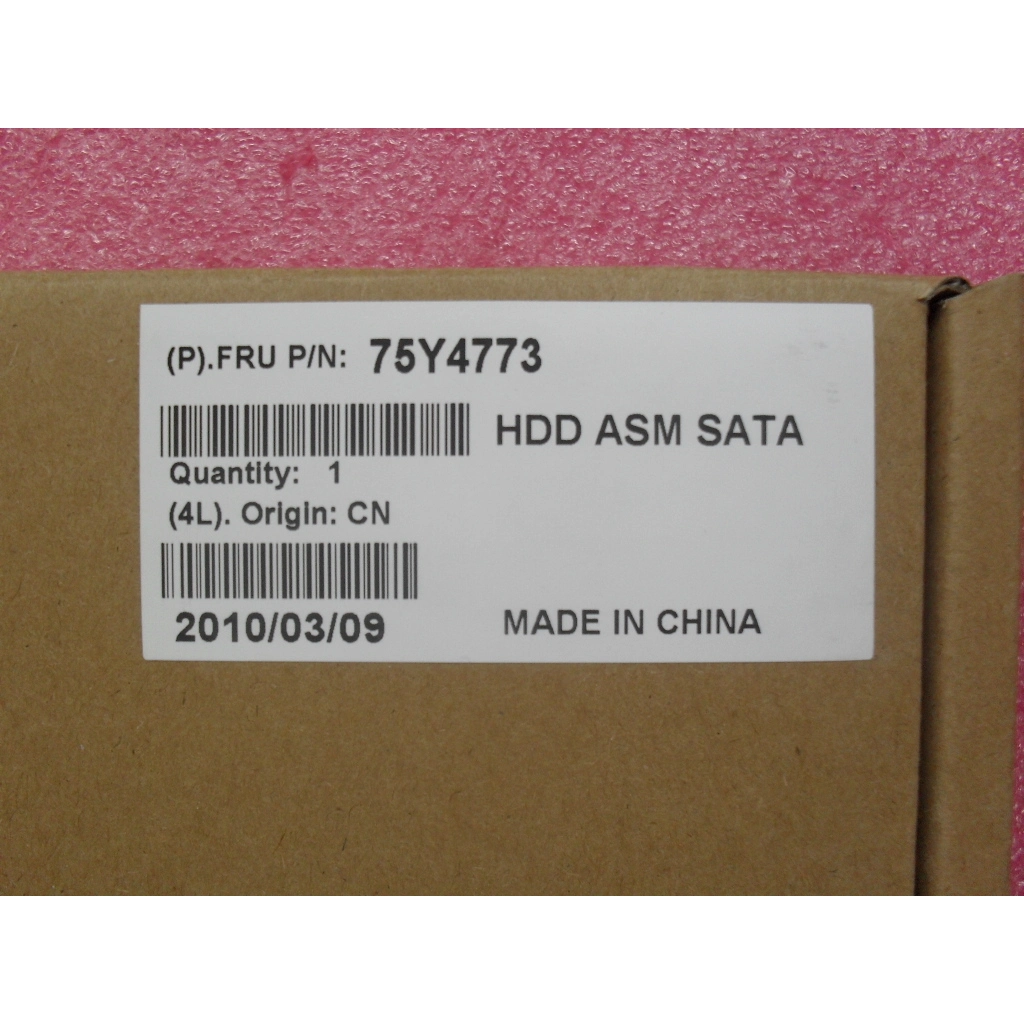 (P).FRU P/N: 75Y4773
HDD ASM SATA
Quantity: 1
(4L). Origin: CN
2010/03/09
MADE IN CHINA